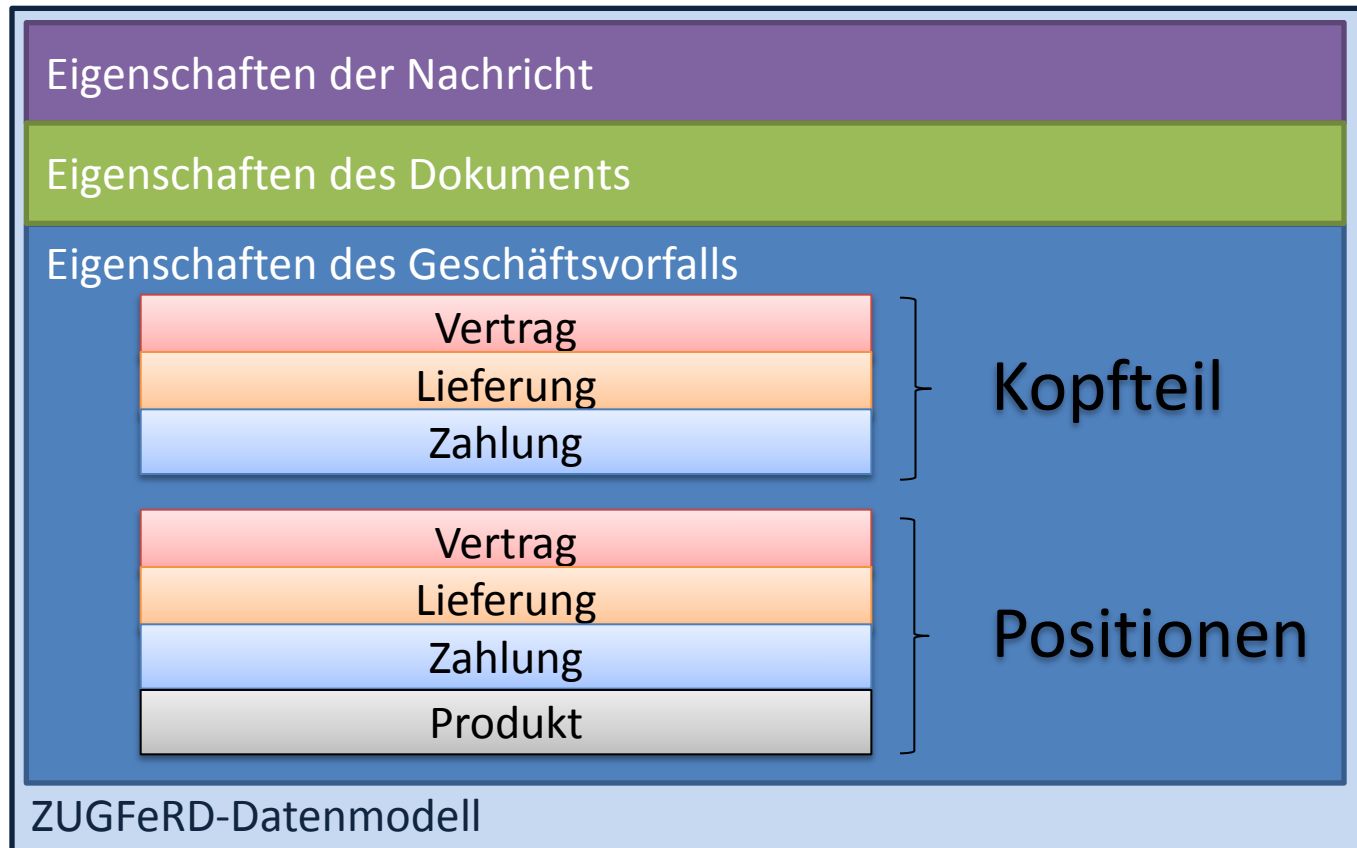 Eigenschaften der Nachricht
Eigenschaften des Dokuments
Eigenschaften des Geschäftsvorfalls
Vertrag
Lieferung
Zahlung
Kopfteil
Vertrag
Lieferung
Zahlung
Produkt
Positionen
ZUGFeRD-Datenmodell